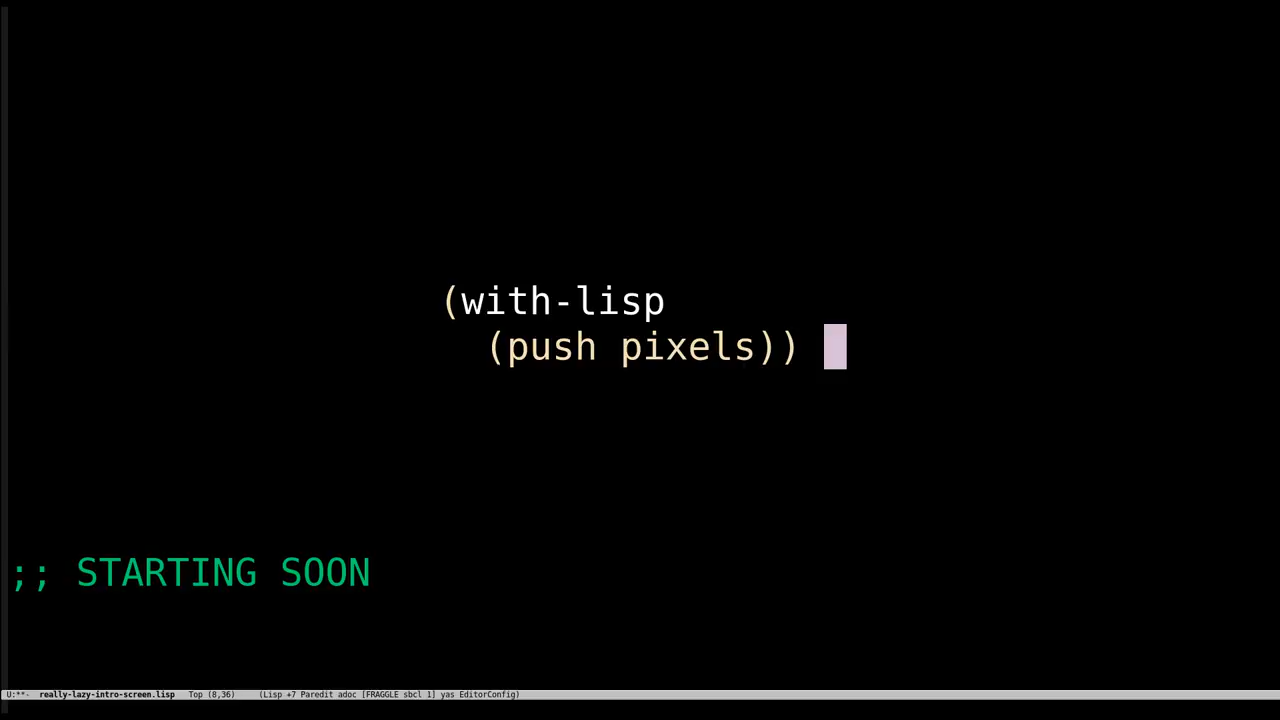 (with-lisp
(push pixels))
;; STARTING SOON
U:**- really-lazy-intro-screen.lisp Top (8,36) (Lisp +7 Paredit adoc [FRAGGLE sbcl 1] yas EditorConfig)